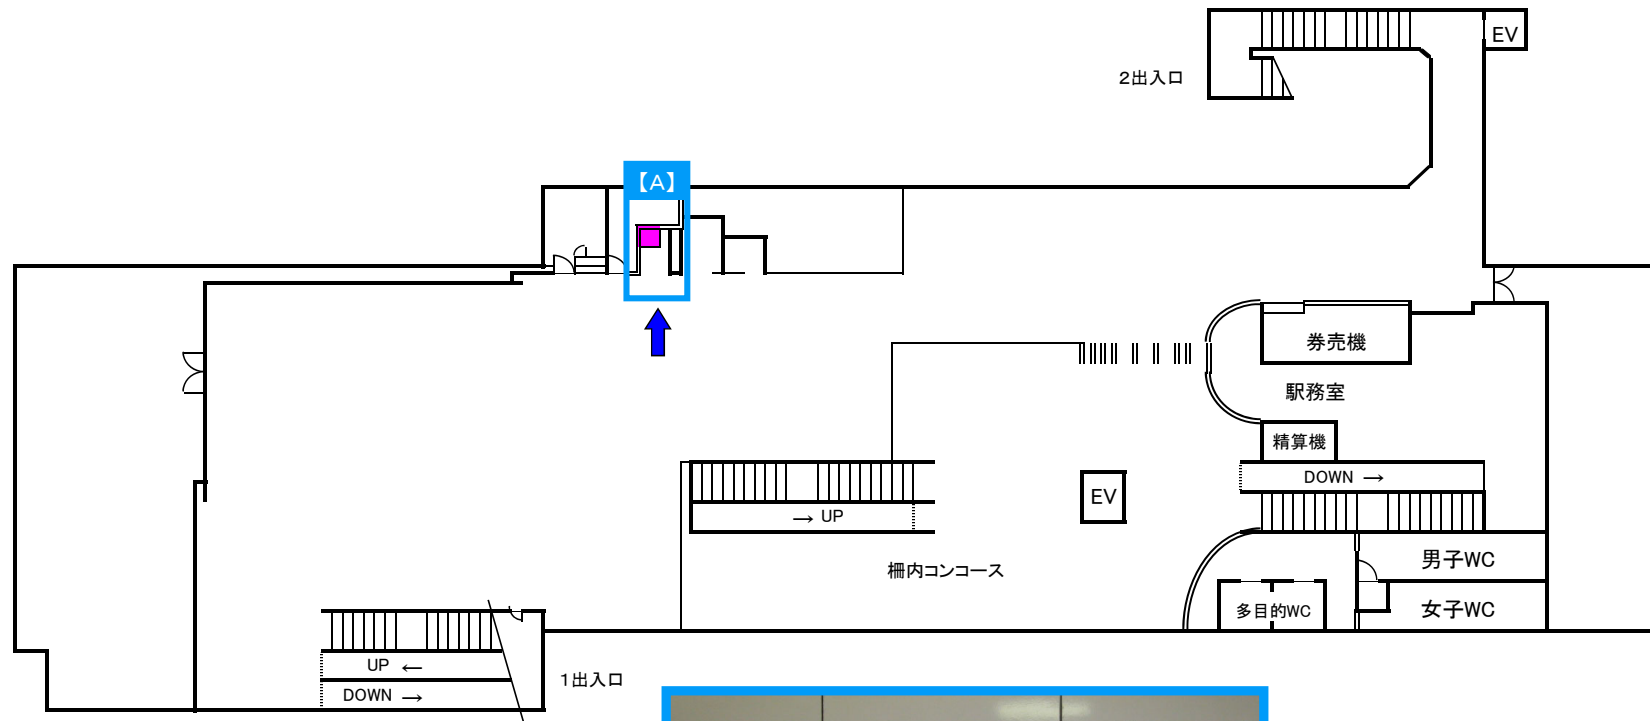 EV
2出入口
【A】
券売機
駅務室
精算機
DOWN →
→ UP
EV
柵内コンコース
男子WC
多目的WC
女子WC
UP ←
DOWN →
1出入口